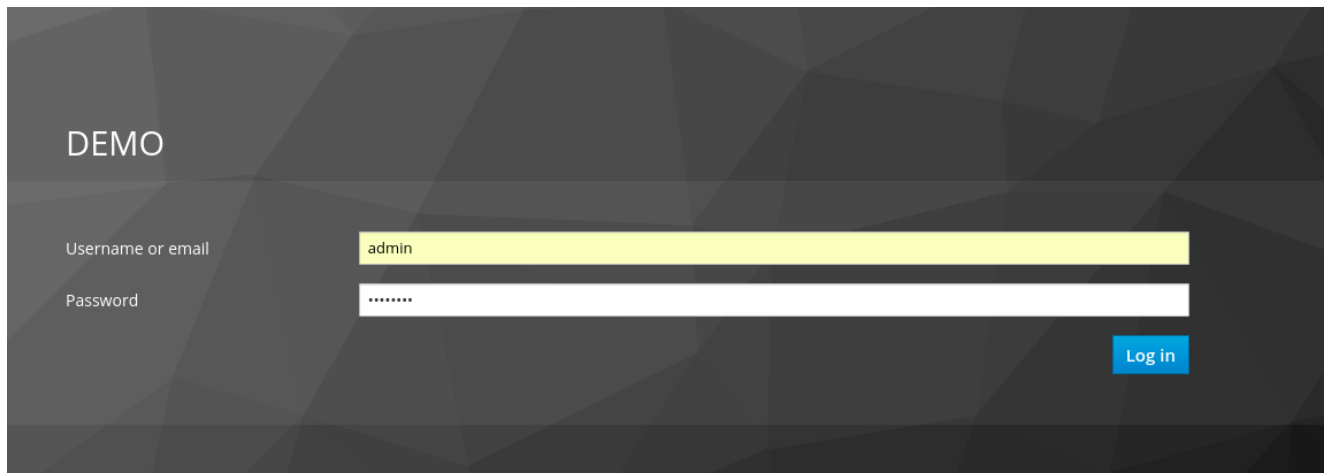 DEMO
Username or email
admin
Password
••••••••
Log in